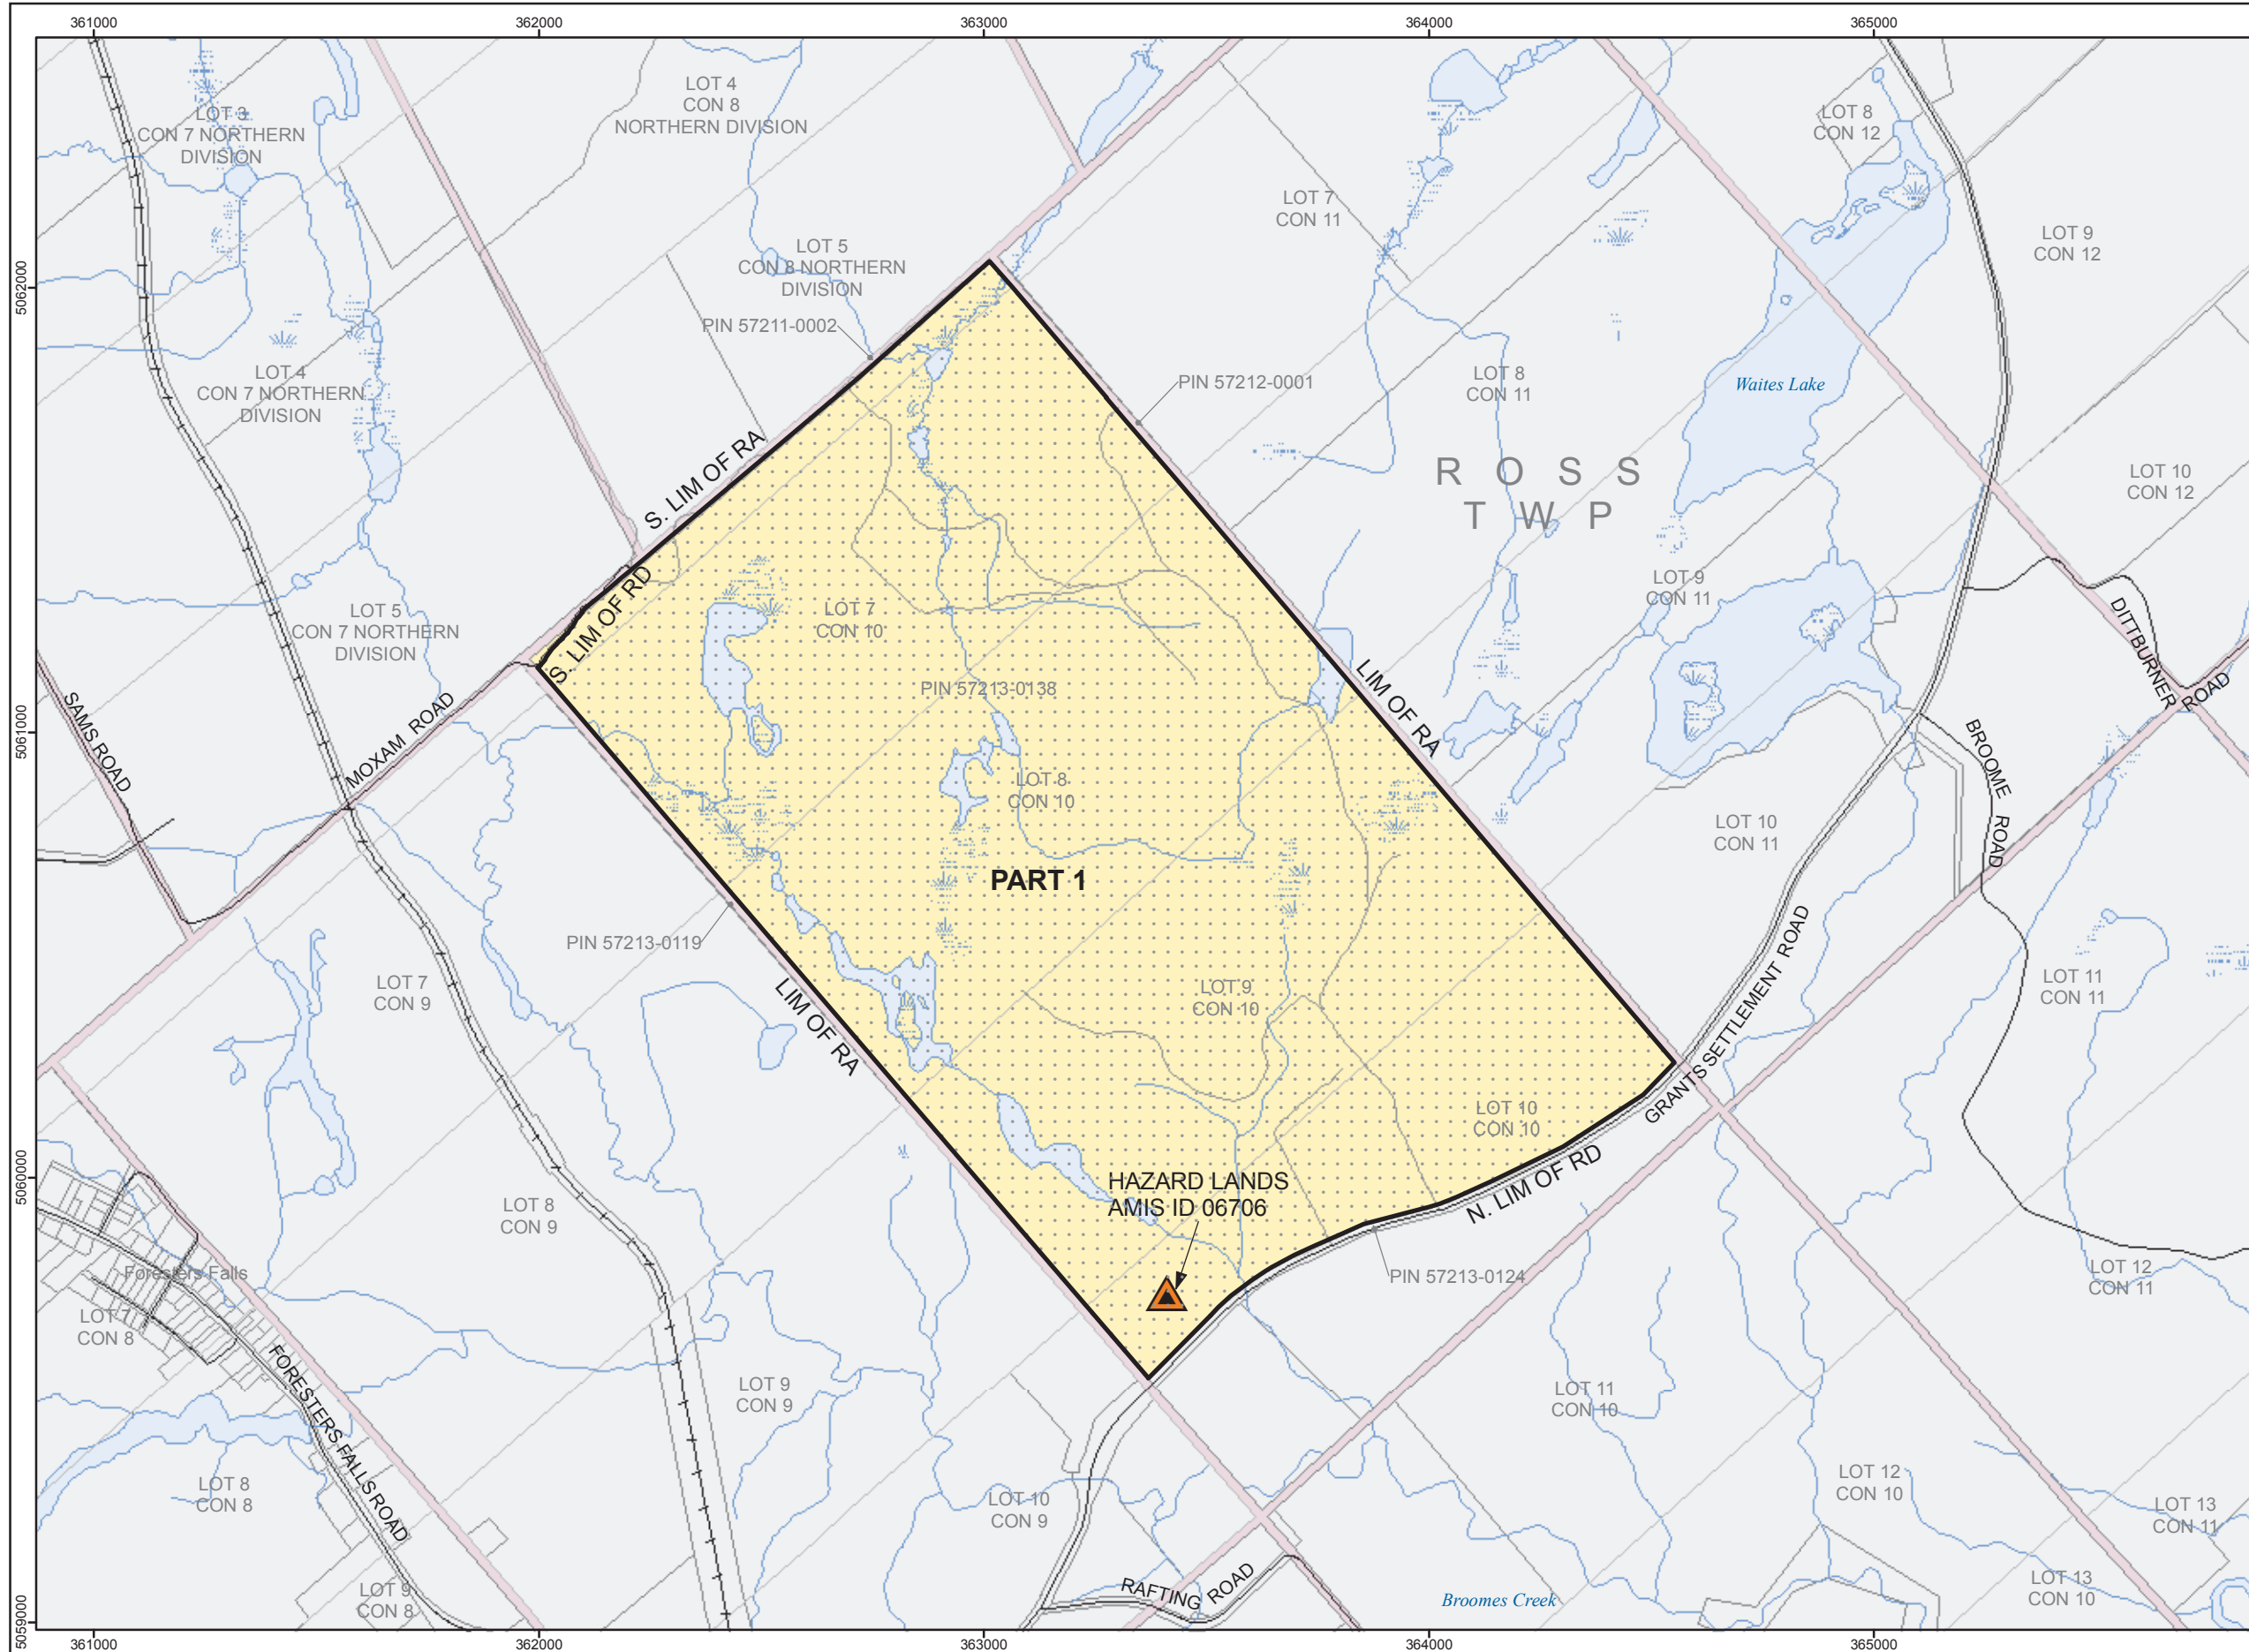 361000
362000
363000
364000
365000
LOT 4
CON 8
NORTHERN DIVISION
LOT 3
CON 7 NORTHERN
DIVISION
LOT 8
CON 12
LOT 7
CON 11
LOT 9
CON 12
LOT 5
CON 8 NORTHERN
DIVISION
5062000
PIN 57211-0002
LOT 4
CON 7 NORTHERN
DIVISION
PIN 57212-0001
LOT 8
CON 11
Waites Lake
S. LIM OF RA
ROSS
TWP
LOT 10
CON 12
S. LIM OF RD
LOT 7
CON 10
LOT 9
CON 11
LOT 5
CON 7 NORTHERN
DIVISION
DITTBURNER ROAD
PIN 57213-0138
LIM OF RA
5061000
SAMS ROAD
MOXAM ROAD
BROOME ROAD
LOT 8
CON 10
LOT 10
CON 11
PART 1
PIN 57213-0119
LOT 7
CON 9
LIM OF RA
LOT 9
CON 10
GRANTS SETTLEMENT ROAD
LOT 11
CON 11
LOT 10
CON 10
5060000
HAZARD LANDS
AMIS ID 06706
N. LIM OF RD
LOT 8
CON 9
Foresters Falls
PIN 57213-0124
LOT 12
CON 11
LOT 7
CON 8
LOT 9
CON 9
LOT 11
CON 10
FORESTERS FALLS ROAD
LOT 8
CON 8
LOT 10
CON 9
LOT 12
CON 10
LOT 13
CON 11
LOT 9
CON 8
RAFTING ROAD
Broomes Creek
LOT 13
CON 10
5059000
361000
362000
363000
364000
365000